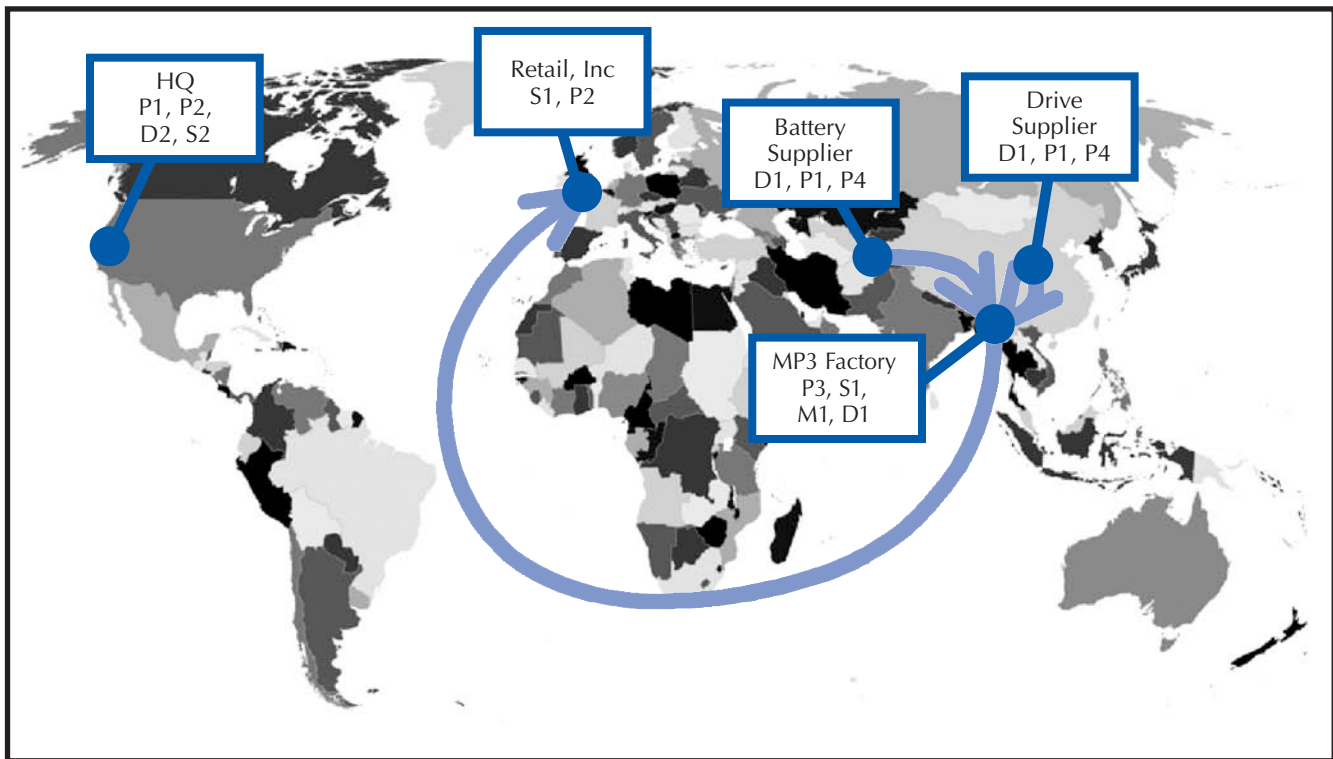 HQ
P1, P2,
D2, S2
Retail, Inc
S1, P2
Battery
Supplier
D1, P1, P4
Drive
Supplier
D1, P1, P4
MP3 Factory
P3, S1,
M1, D1